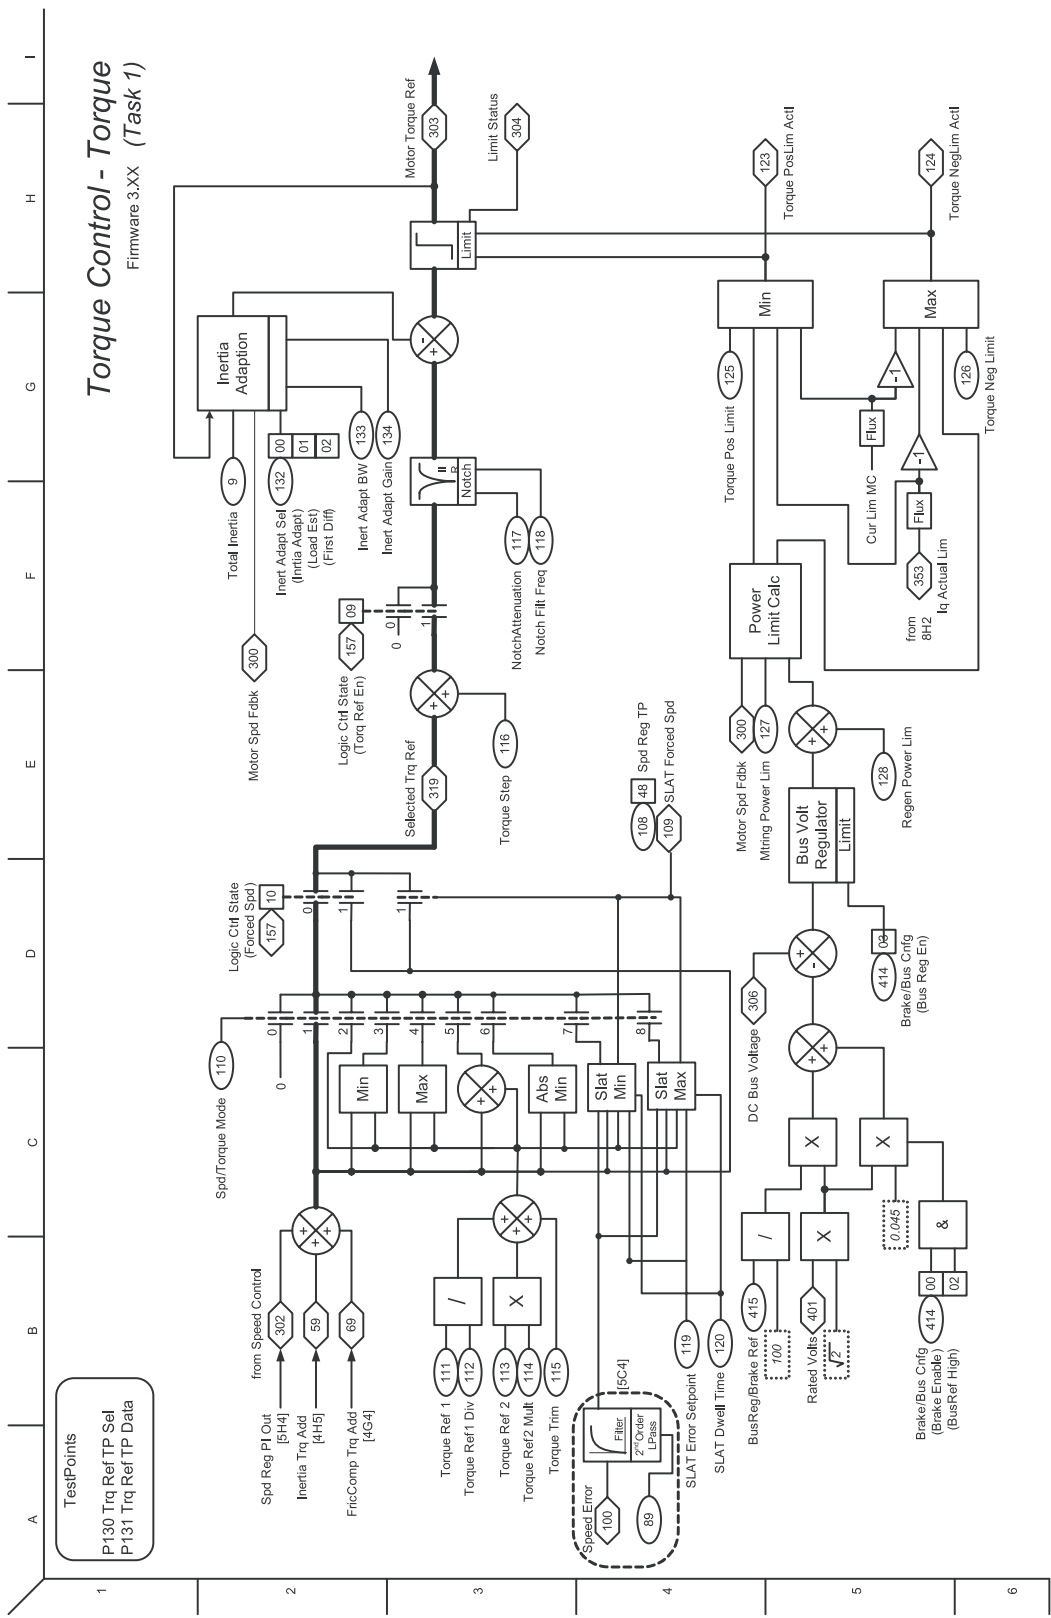 Torque Control - Torque
Firmware 3.XX (Task 1)
A
B
C
D
E
F
G
H
I
1
2
3
4
5
6
TestPoints
P130 Trq Ref TP Sel
P131 Trq Ref TP Data
from Speed Control
Spd Reg PI Out
[5H4]
302
Inertia Trq Add
[4H5]
59
FricComp Trq Add
[4G4]
69
+
+
+
Spd/Torque Mode
110
0
0
1
2
3
4
5
6
7
8
Min
Max
+
+
Abs
Min
Slat
Min
Slat
Max
Torque Ref 1
111
Torque Ref 1 Div
112
/
Torque Ref 2
113
Torque Ref2 Mult
114
X
Torque Trim
115
+
+
+
Speed Error
100
89
Filter
2nd Order
LPass
[5C4]
SLAT Error Setpoint
119
SLAT Dwell Time
120
Logic Ctrl State
(Forced Spd)
157
10
0
1
1
Spd Reg TP
108
48
SLAT Forced Spd
109
Selected Trq Ref
319
Torque Step
116
+
+
Logic Ctrl State
(Torq Ref En)
157
09
0
0
1
Motor Spd Fdbk
300
Total Inertia
9
Inert Adapt Sel
(Inrtia Adapt)
(Load Est)
(First Diff)
132
00
01
02
Inert Adapt BW
133
Inert Adapt Gain
134
Inertia
Adaption
NotchAttenuation
117
Notch Filt Freq
118
II
R
Notch
+
-
Limit
Motor Torque Ref
303
Limit Status
304
BusReg/Brake Ref
415
100
/
Rated Volts
401
√2
X
X
X
0.045
Brake/Bus Cnfg
(Brake Enable)
(BusRef High)
414
00
02
&
+
+
DC Bus Voltage
306
+
-
Brake/Bus Cnfg
(Bus Reg En)
414
03
Bus Volt
Regulator
Limit
Regen Power Lim
128
+
+
Motor Spd Fdbk
300
Mtring Power Lim
127
Power
Limit Calc
from
8H2
353
Iq Actual Lim
Flux
-1
Cur Lim MC
Flux
-1
Torque Pos Limit
125
Min
Torque Neg Limit
126
Max
Torque PosLim Actl
123
Torque NegLim Actl
124